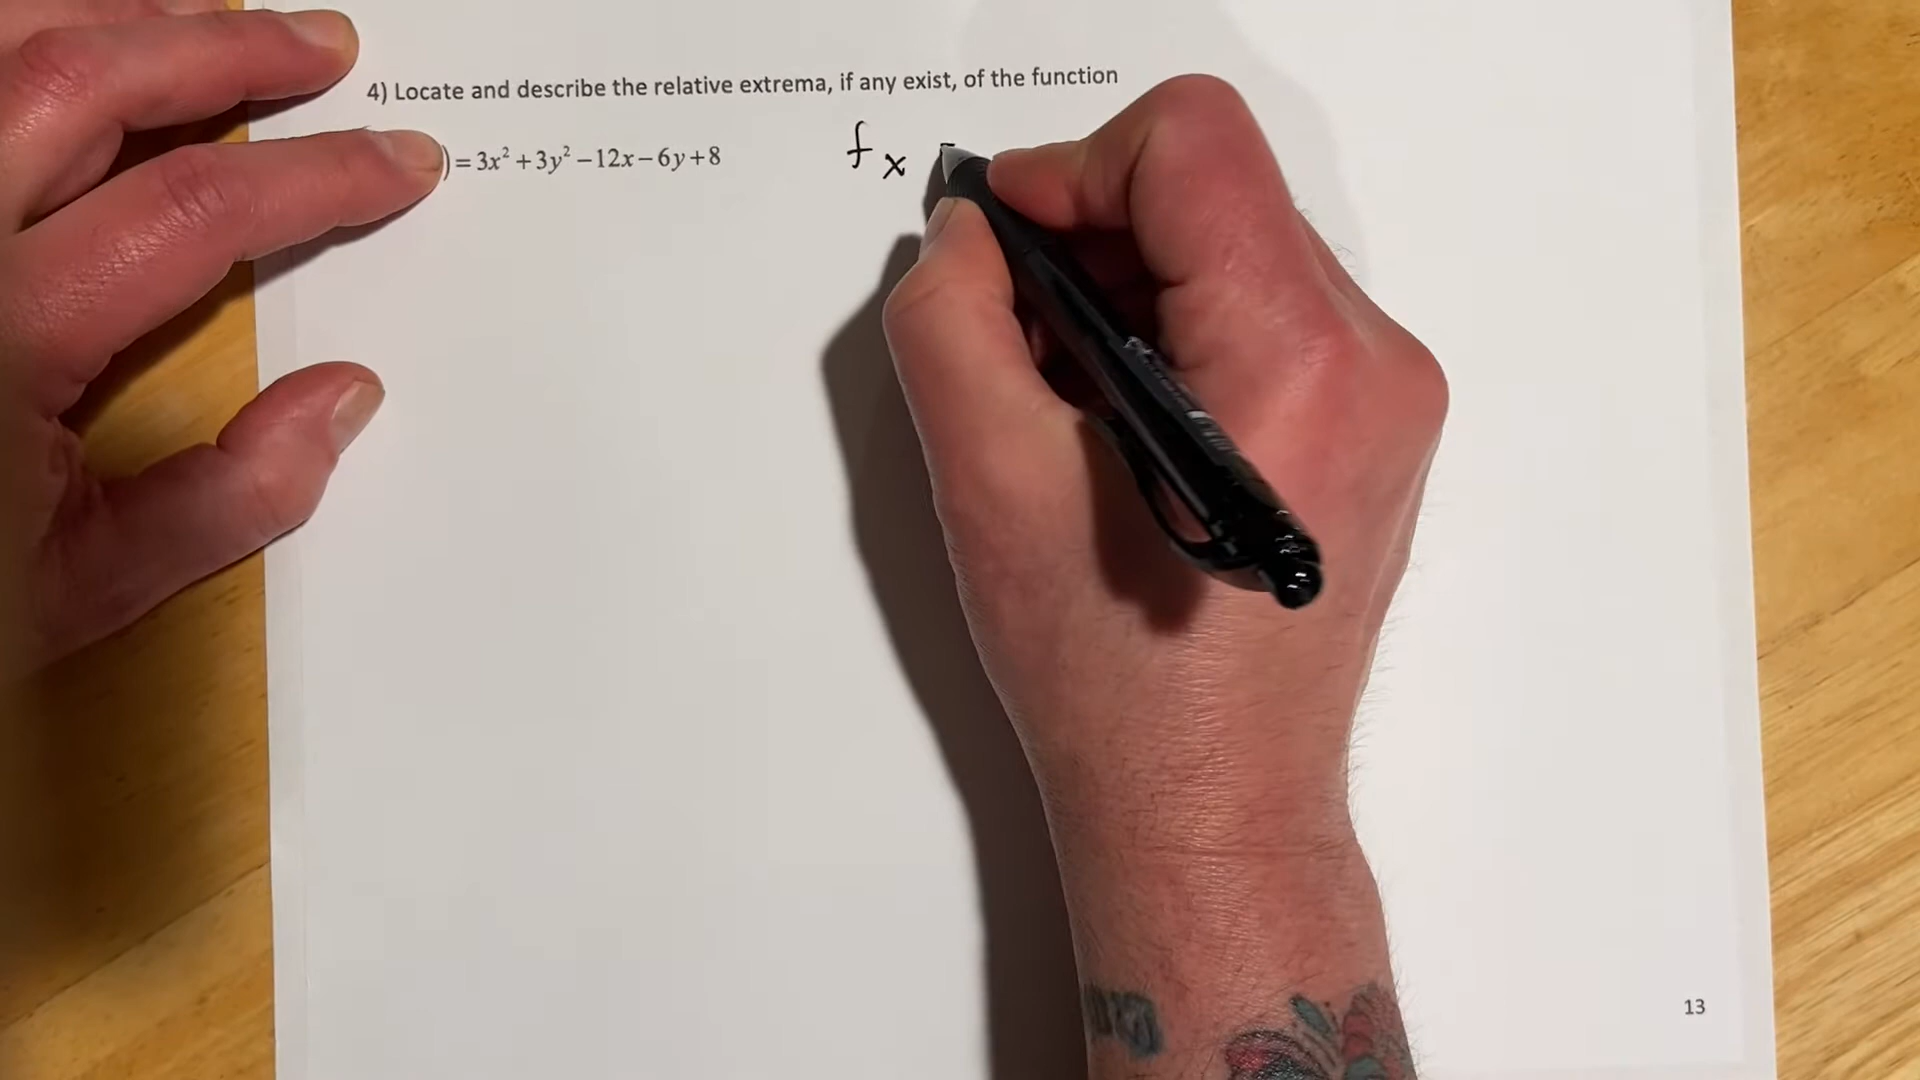 4) Locate and describe the relative extrema, if any exist, of the function
) = 3x² + 3y² − 12x − 6y + 8
f x
13